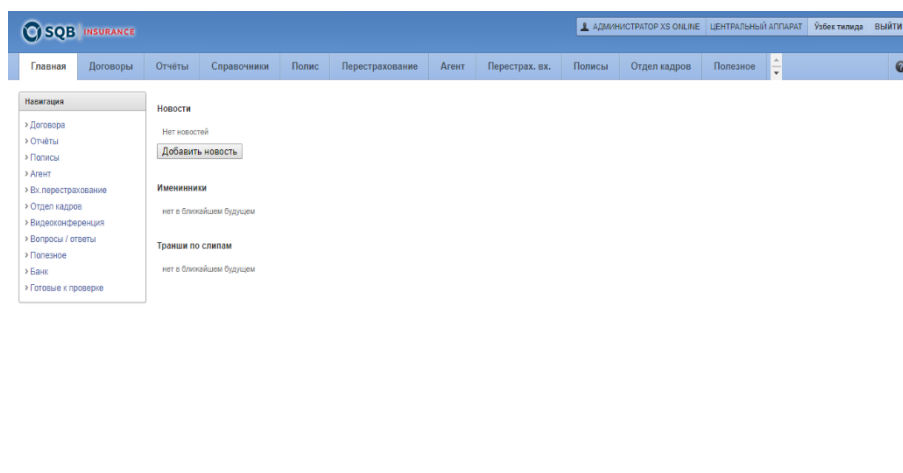 SQB INSURANCE
АДМИНИСТРАТОР XS ONLINE ЦЕНТРАЛЬНЫЙ АППАРАТ Ўзбек тилида ВЫЙТИ
Главная Договоры Отчёты Справочники Полис Перестрахование Агент Перестрах. вх. Полисы Отдел кадров Полезное
Навигация
Договора
Отчёты
Полисы
Агент
Вх.перестрахование
Отдел кадров
Видеоконференция
Вопросы / ответы
Полезное
Банк
Готовые к проверке
Новости
Нет новостей
Добавить новость
Именинники
нет в ближайшем будущем
Транши по слипам
нет в ближайшем будущем